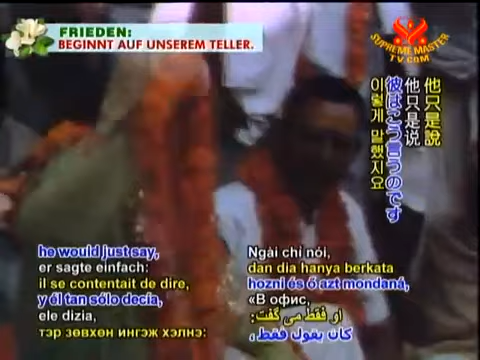 FRIEDEN:
BEGINNT AUF UNSEREM TELLER.
SUPREME MASTER
TV.COM
他只是說
他只是说
彼はこう言うのです
이렇게 말했지요
he would just say,
er sagte einfach:
il se contentait de dire,
y él tan sólo decía,
ele dizia,
тэр зөвхөн ингэж хэлнэ:
Ngài chỉ nói,
dan dia hanya berkata
hozní és ő azt mondaná,
«В офис,
او فقط می گفت:
كان يقول فقط،